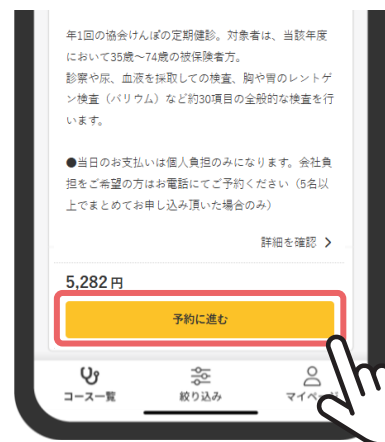 年1回の協会けんぽの定期健診。対象者は、当該年度
において35歳～74歳の被保険者方。
診察や尿、血液を採取しての検査、胸や胃のレントゲ
ン検査（バリウム）など約30項目の全般的な検査を行
います。
●当日のお支払いは個人負担のみになります。会社負
担をご希望の方はお電話にてご予約ください（5名以
上でまとめてお申し込み頂いた場合のみ）
詳細を確認
5,282 円
予約に進む
コース一覧
絞り込み
マイペ